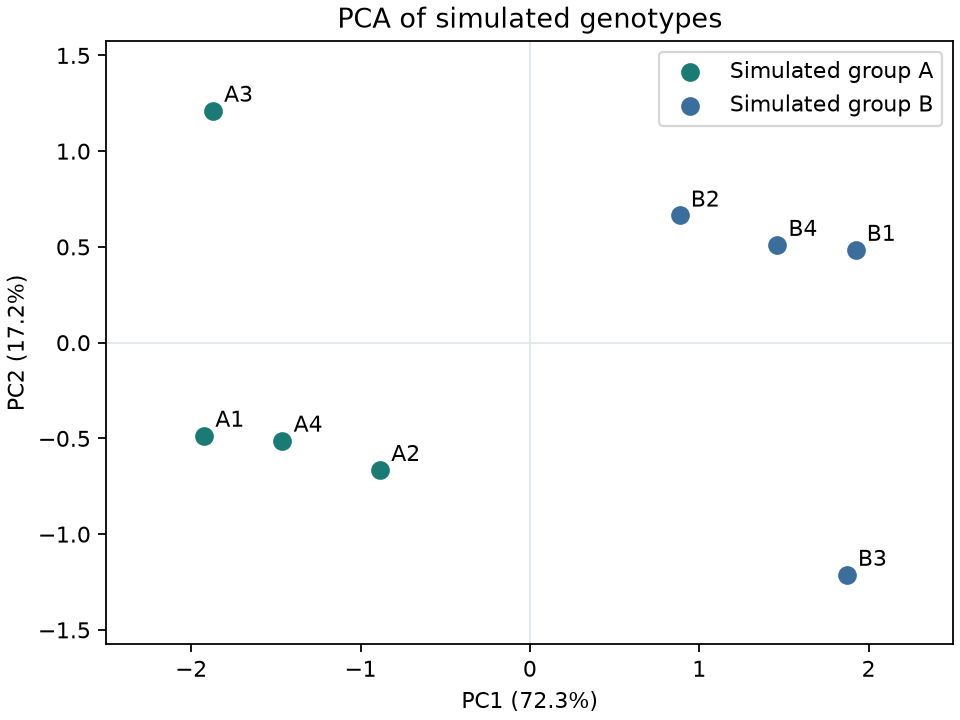 PCA of simulated genotypes
Simulated group A
Simulated group B
A3
B2
B4
B1
A1
A4
A2
B3
PC2 (17.2%)
1.5
1.0
0.5
0.0
−0.5
−1.0
−1.5
−2
−1
0
1
2
PC1 (72.3%)